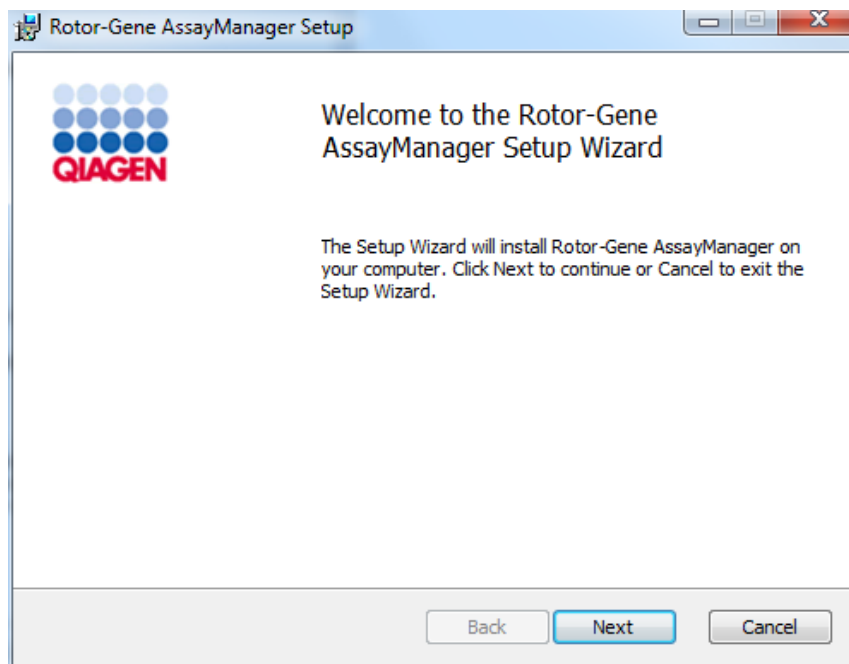 Rotor-Gene AssayManager Setup
QIAGEN
Welcome to the Rotor-Gene
AssayManager Setup Wizard
The Setup Wizard will install Rotor-Gene AssayManager on
your computer. Click Next to continue or Cancel to exit the
Setup Wizard.
Back
Next
Cancel